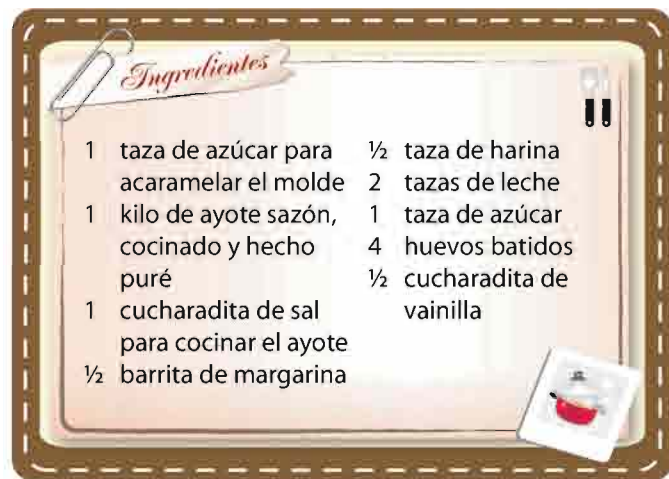 Ingredientes
1 taza de azúcar para
acaramelar el molde
1 kilo de ayote sazón,
cocinado y hecho
puré
1 cucharadita de sal
para cocinar el ayote
½ barrita de margarina
½ taza de harina
2 tazas de leche
1 taza de azúcar
4 huevos batidos
½ cucharadita de
vainilla